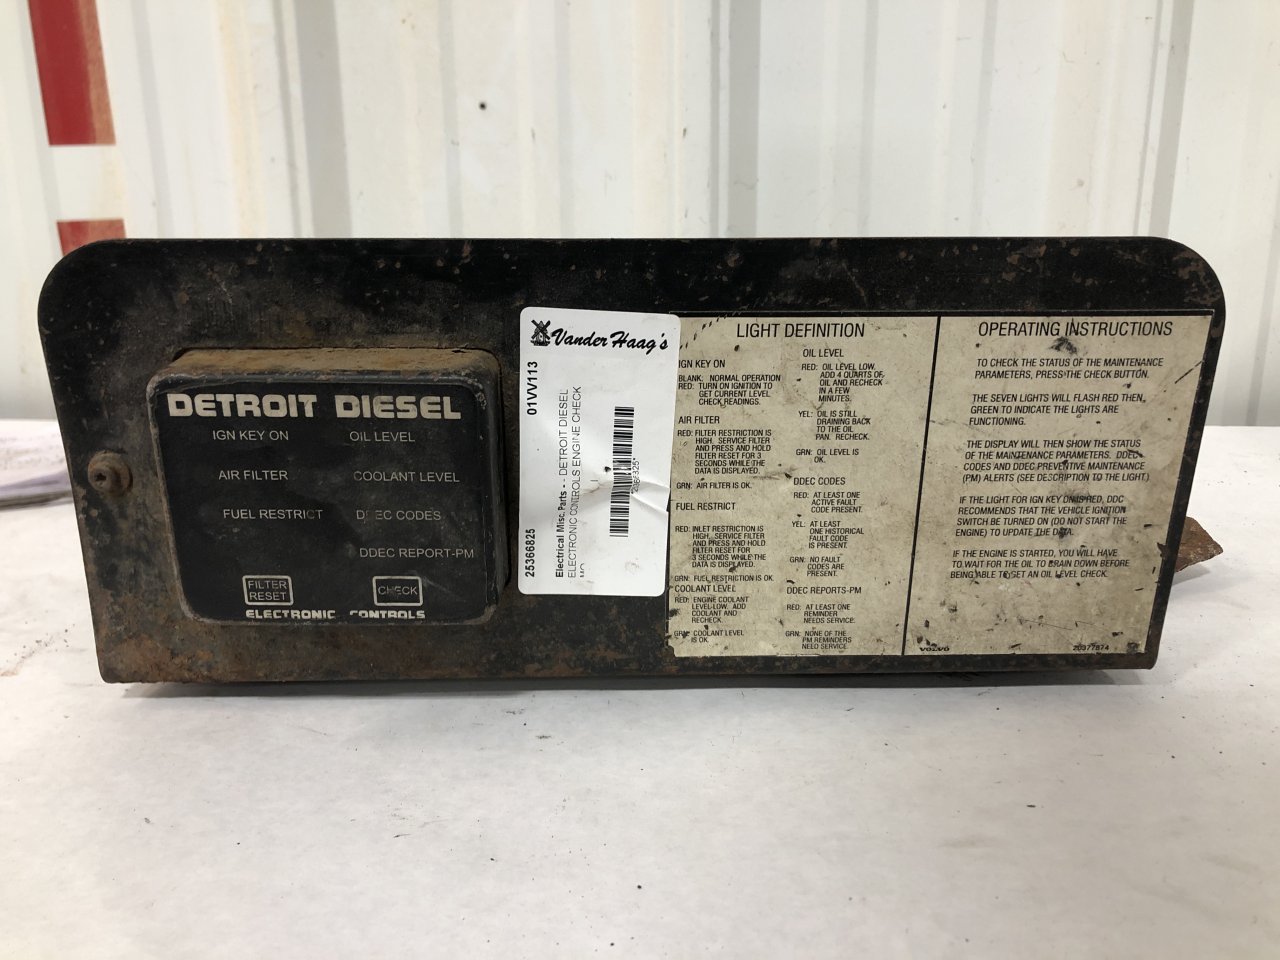 DETROIT DIESEL
IGN KEY ON
OIL LEVEL
AIR FILTER
COOLANT LEVEL
FUEL RESTRICT
DDEC CODES
DDEC REPORT-PM
FILTER
RESET
CHECK
ELECTRONIC CONTROLS
Vander Haag's
01VV113
25366825
Electrical Misc. Parts - - DETROIT DIESEL
ELECTRONIC CONTROLS ENGINE CHECK
LIGHT DEFINITION
IGN KEY ON
BLANK: NORMAL OPERATION
RED: TURN ON IGNITION TO
GET CURRENT LEVEL
CHECK READINGS.
AIR FILTER
RED: FILTER RESTRICTION IS
HIGH. SERVICE FILTER
AND PRESS AND HOLD
FILTER RESET FOR 3
SECONDS WHILE THE
DATA IS DISPLAYED.
GRN: AIR FILTER IS OK.
FUEL RESTRICT
RED: INLET RESTRICTION IS
HIGH. SERVICE FILTER
AND PRESS AND HOLD
FILTER RESET FOR
3 SECONDS WHILE THE
DATA IS DISPLAYED.
GRN: FUEL RESTRICTION IS OK.
COOLANT LEVEL
RED: ENGINE COOLANT
LEVEL LOW. ADD
COOLANT AND
RECHECK.
GRN: COOLANT LEVEL
IS OK.
OIL LEVEL
RED: OIL LEVEL LOW.
ADD 4 QUARTS OF
OIL AND RECHECK
IN A FEW
MINUTES.
YEL: OIL IS STILL
DRAINING BACK
TO THE OIL
PAN. RECHECK.
GRN: OIL LEVEL IS
OK.
DDEC CODES
RED: AT LEAST ONE
ACTIVE FAULT
CODE PRESENT.
YEL: AT LEAST
ONE HISTORICAL
FAULT CODE
IS PRESENT.
GRN: NO FAULT
CODES ARE
PRESENT.
DDEC REPORTS-PM
RED: AT LEAST ONE
REMINDER
NEEDS SERVICE.
GRN: NONE OF THE
PM REMINDERS
NEED SERVICE.
OPERATING INSTRUCTIONS
TO CHECK THE STATUS OF THE MAINTENANCE
PARAMETERS, PRESS THE CHECK BUTTON.
THE SEVEN LIGHTS WILL FLASH RED THEN
GREEN TO INDICATE THE LIGHTS ARE
FUNCTIONING.
THE DISPLAY WILL THEN SHOW THE STATUS
OF THE MAINTENANCE PARAMETERS. DDEC
CODES AND DDEC PREVENTIVE MAINTENANCE
(PM) ALERTS (SEE DESCRIPTION TO THE LIGHT.)
IF THE LIGHT FOR IGN KEY ON IS RED, DDC
RECOMMENDS THAT THE VEHICLE IGNITION
SWITCH BE TURNED ON (DO NOT START THE
ENGINE) TO UPDATE THE DATA.
IF THE ENGINE IS STARTED, YOU WILL HAVE
TO WAIT FOR THE OIL TO DRAIN DOWN BEFORE
BEING ABLE TO GET AN OIL LEVEL CHECK.
VOLVO
20377874